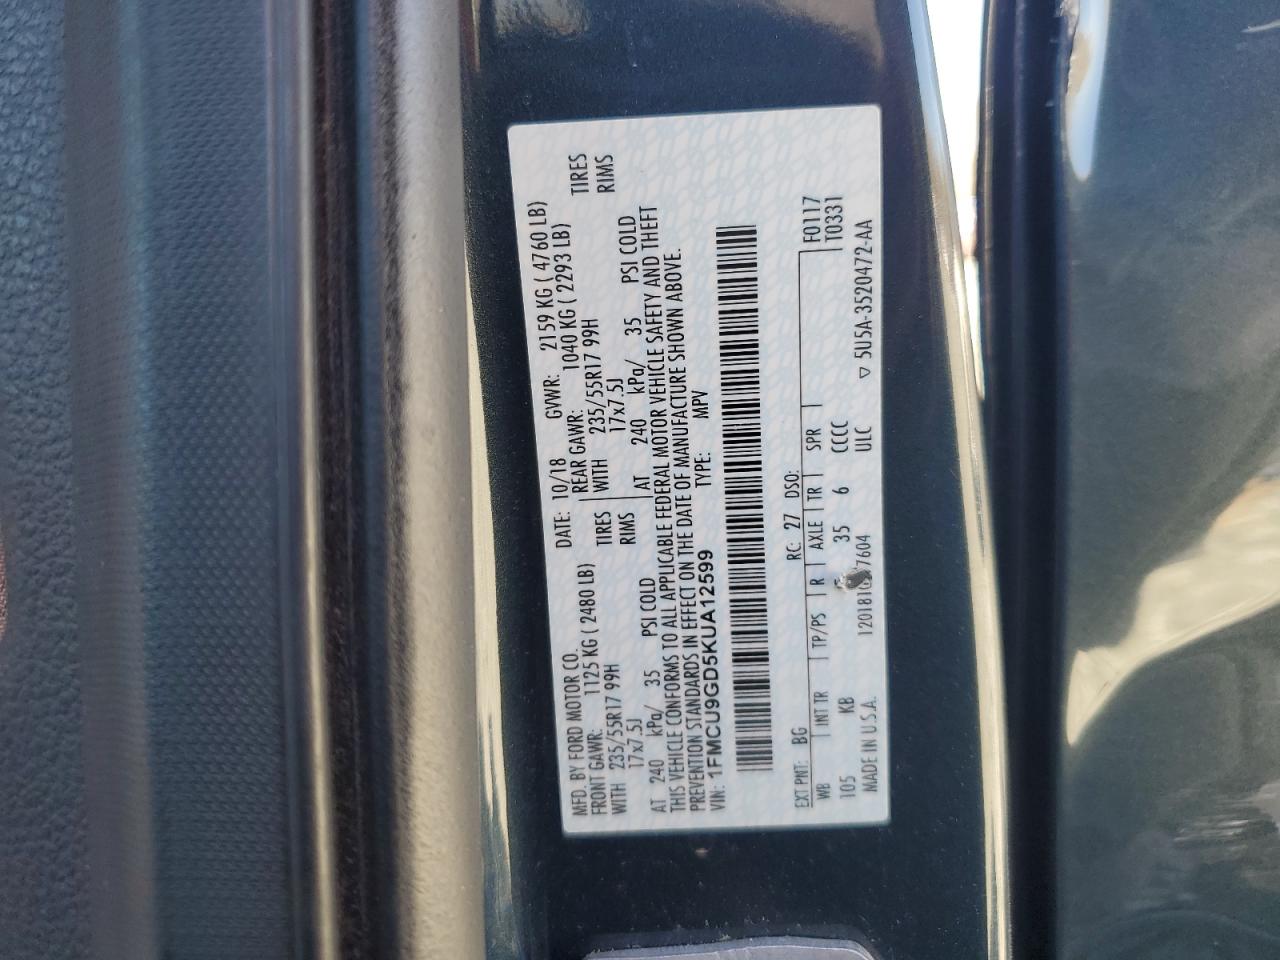 MFD. BY FORD MOTOR CO. DATE: 10/18 GVWR: 2159 KG ( 4760 LB)
FRONT GAWR: 1125 KG ( 2480 LB) REAR GAWR: 1040 KG ( 2293 LB)
WITH 235/55R17 99H TIRES WITH 235/55R17 99H TIRES
17x7.5J RIMS 17x7.5J RIMS
AT 240 kPa/ 35 PSI COLD AT 240 kPa/ 35 PSI COLD
THIS VEHICLE CONFORMS TO ALL APPLICABLE FEDERAL MOTOR VEHICLE SAFETY AND THEFT
PREVENTION STANDARDS IN EFFECT ON THE DATE OF MANUFACTURE SHOWN ABOVE.
VIN: 1FMCU9GD5KUA12599 TYPE: MPV
EXT PNT: BG RC: 27 DSO: F0117
WB INT TR TP/PS R AXLE TR SPR T0331
105 KB 35 6 CCCC
MADE IN U.S.A. ULC ▽ 5U5A-3520472-AA